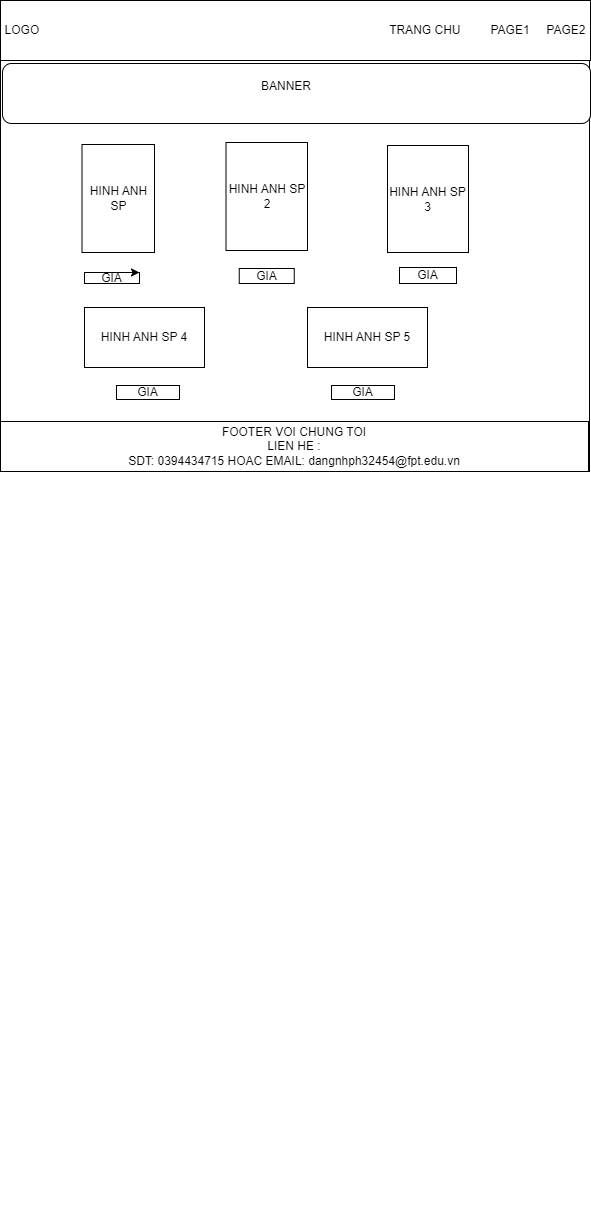 LOGO TRANG CHU PAGE1 PAGE2
BANNER
HINH ANH
SP
HINH ANH SP
2
HINH ANH SP
3
GIA
GIA
GIA
HINH ANH SP 4
HINH ANH SP 5
GIA
GIA
FOOTER VOI CHUNG TOI
LIEN HE :
SDT: 0394434715 HOAC EMAIL: dangnhph32454@fpt.edu.vn